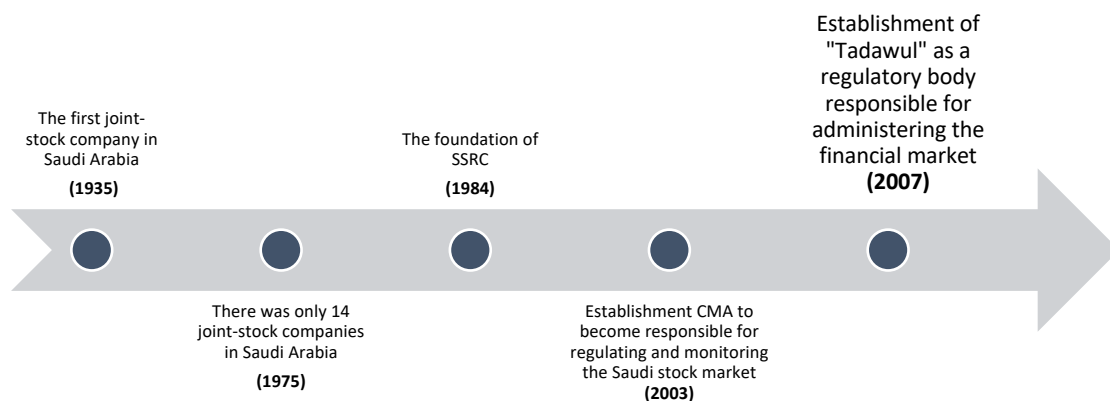 The first joint-
stock company in
Saudi Arabia
(1935)
There was only 14
joint-stock companies
in Saudi Arabia
(1975)
The foundation of
SSRC
(1984)
Establishment CMA to
become responsible for
regulating and monitoring
the Saudi stock market
(2003)
Establishment of
"Tadawul" as a
regulatory body
responsible for
administering the
financial market
(2007)